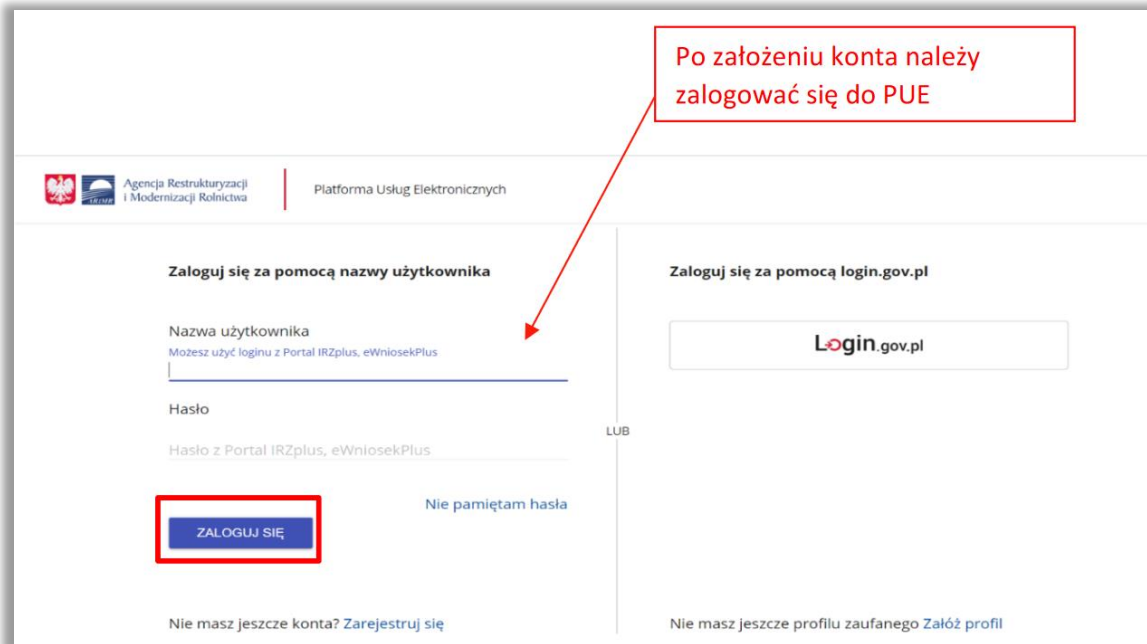 Po założeniu konta należy
zalogować się do PUE
ARiMR
Agencja Restrukturyzacji
i Modernizacji Rolnictwa
Platforma Usług Elektronicznych
Zaloguj się za pomocą nazwy użytkownika
Nazwa użytkownika
Możesz użyć loginu z Portal IRZplus, eWniosekPlus
Hasło
Hasło z Portal IRZplus, eWniosekPlus
Nie pamiętam hasła
ZALOGUJ SIĘ
Nie masz jeszcze konta? Zarejestruj się
LUB
Zaloguj się za pomocą login.gov.pl
Login.gov.pl
Nie masz jeszcze profilu zaufanego Załóż profil